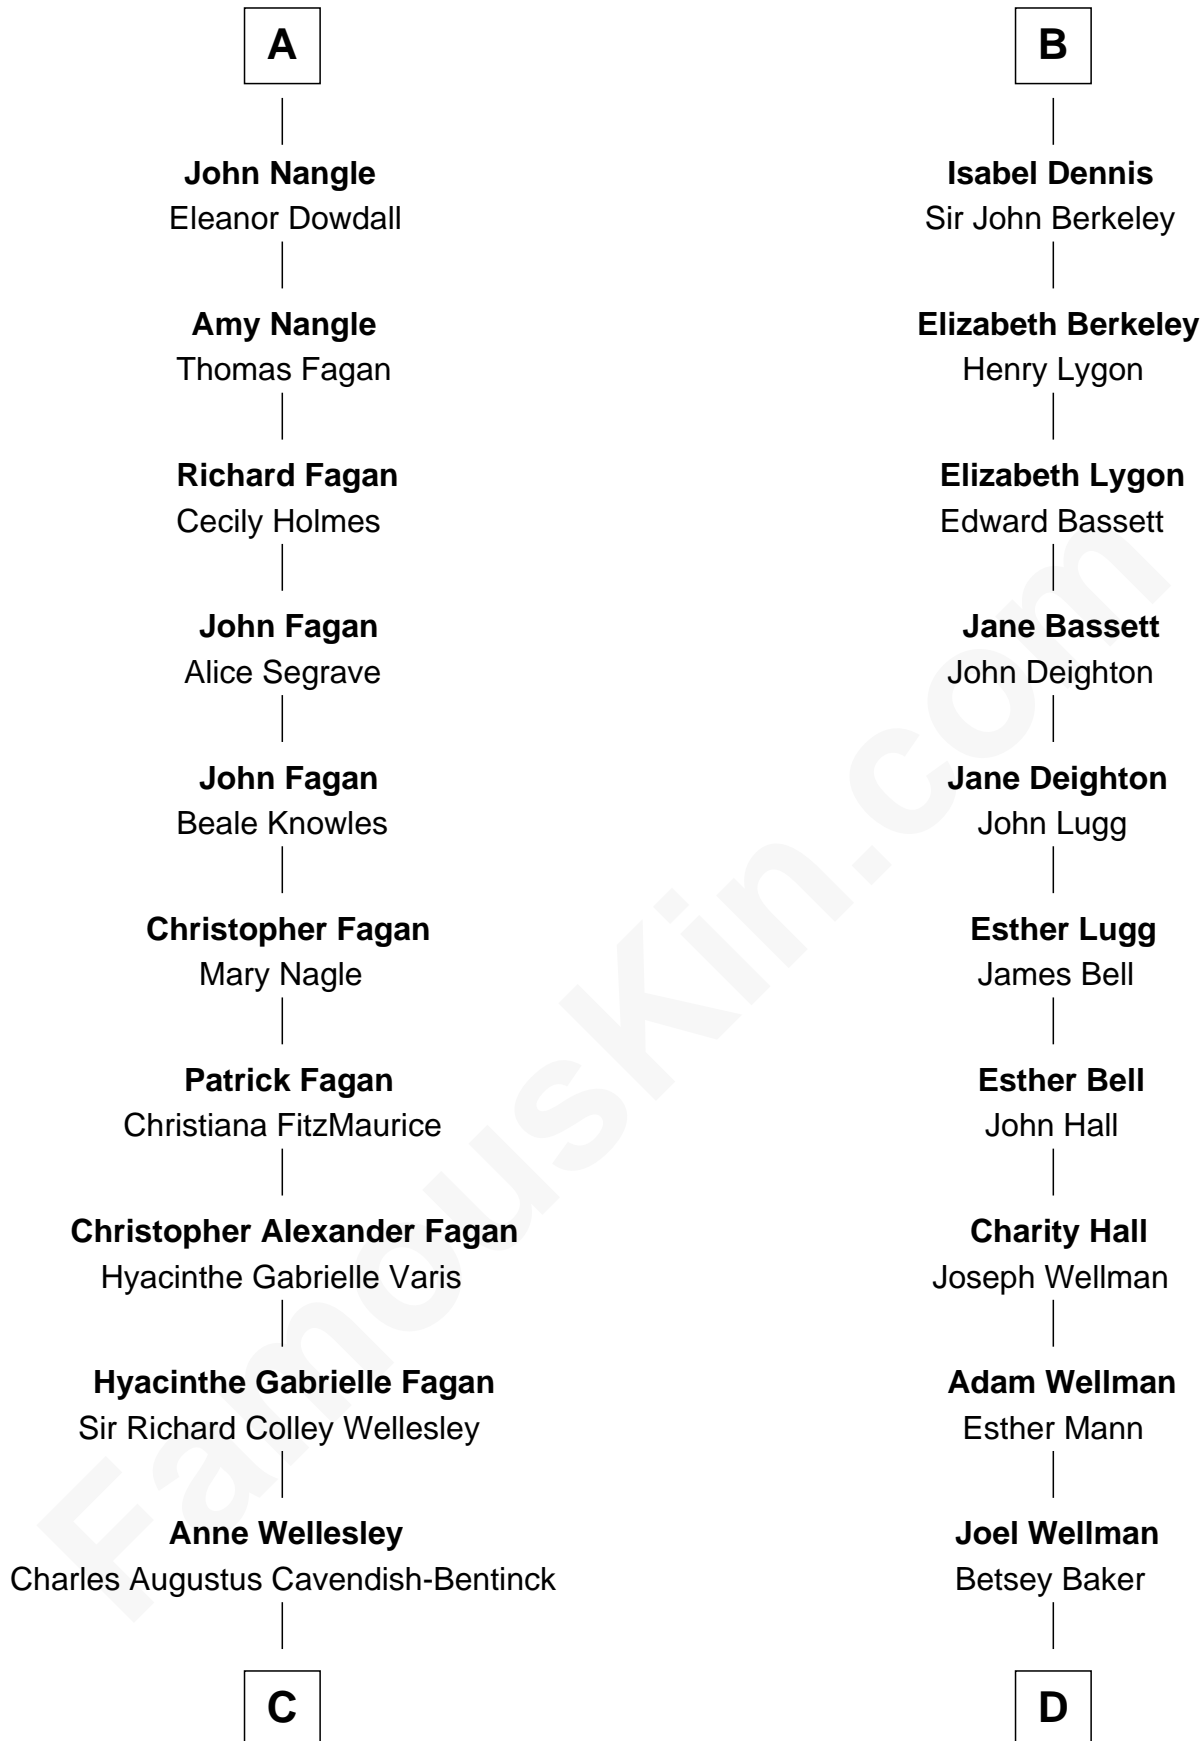 A
John Nangle
Eleanor Dowdall
Amy Nangle
Thomas Fagan
Richard Fagan
Cecily Holmes
John Fagan
Alice Segrave
John Fagan
Beale Knowles
Christopher Fagan
Mary Nagle
Patrick Fagan
Christiana FitzMaurice
Christopher Alexander Fagan
Hyacinthe Gabrielle Varis
Hyacinthe Gabrielle Fagan
Sir Richard Colley Wellesley
Anne Wellesley
Charles Augustus Cavendish-Bentinck
C
B
Isabel Dennis
Sir John Berkeley
Elizabeth Berkeley
Henry Lygon
Elizabeth Lygon
Edward Bassett
Jane Bassett
John Deighton
Jane Deighton
John Lugg
Esther Lugg
James Bell
Esther Bell
John Hall
Charity Hall
Joseph Wellman
Adam Wellman
Esther Mann
Joel Wellman
Betsey Baker
D
FamousKin.com